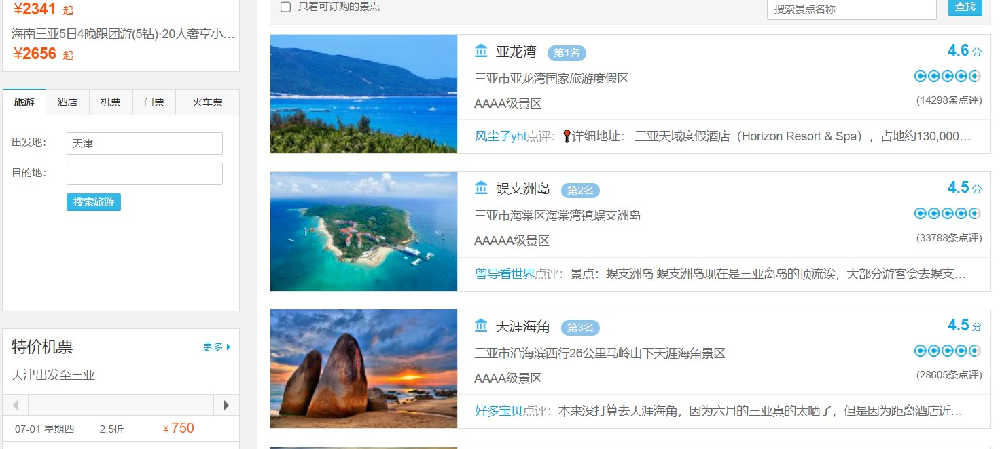 ¥2341 起
海南三亚5日4晚跟团游(5钻)·20人奢享小…
¥2656 起
旅游 酒店 机票 门票 火车票
出发地: 天津
目的地:
搜索旅游
特价机票 更多
天津出发至三亚
07-01 星期四 2.5折 ¥750
只看可订购的景点 搜索景点名称 查找
亚龙湾 第1名 4.6 分
三亚市亚龙湾国家旅游度假区
AAAA级景区 (14298条点评)
风尘子yht点评: 详细地址: 三亚天域度假酒店（Horizon Resort & Spa），占地约130,000…
蜈支洲岛 第2名 4.5 分
三亚市海棠区海棠湾镇蜈支洲岛
AAAAA级景区 (33788条点评)
曾导看世界点评: 景点：蜈支洲岛 蜈支洲岛现在是三亚离岛的顶流诶，大部分游客会去蜈支…
天涯海角 第3名 4.5 分
三亚市沿海滨西行26公里马岭山下天涯海角景区
AAAA级景区 (28605条点评)
好多宝贝点评: 本来没打算去天涯海角，因为六月的三亚真的太晒了，但是因为距离酒店近…